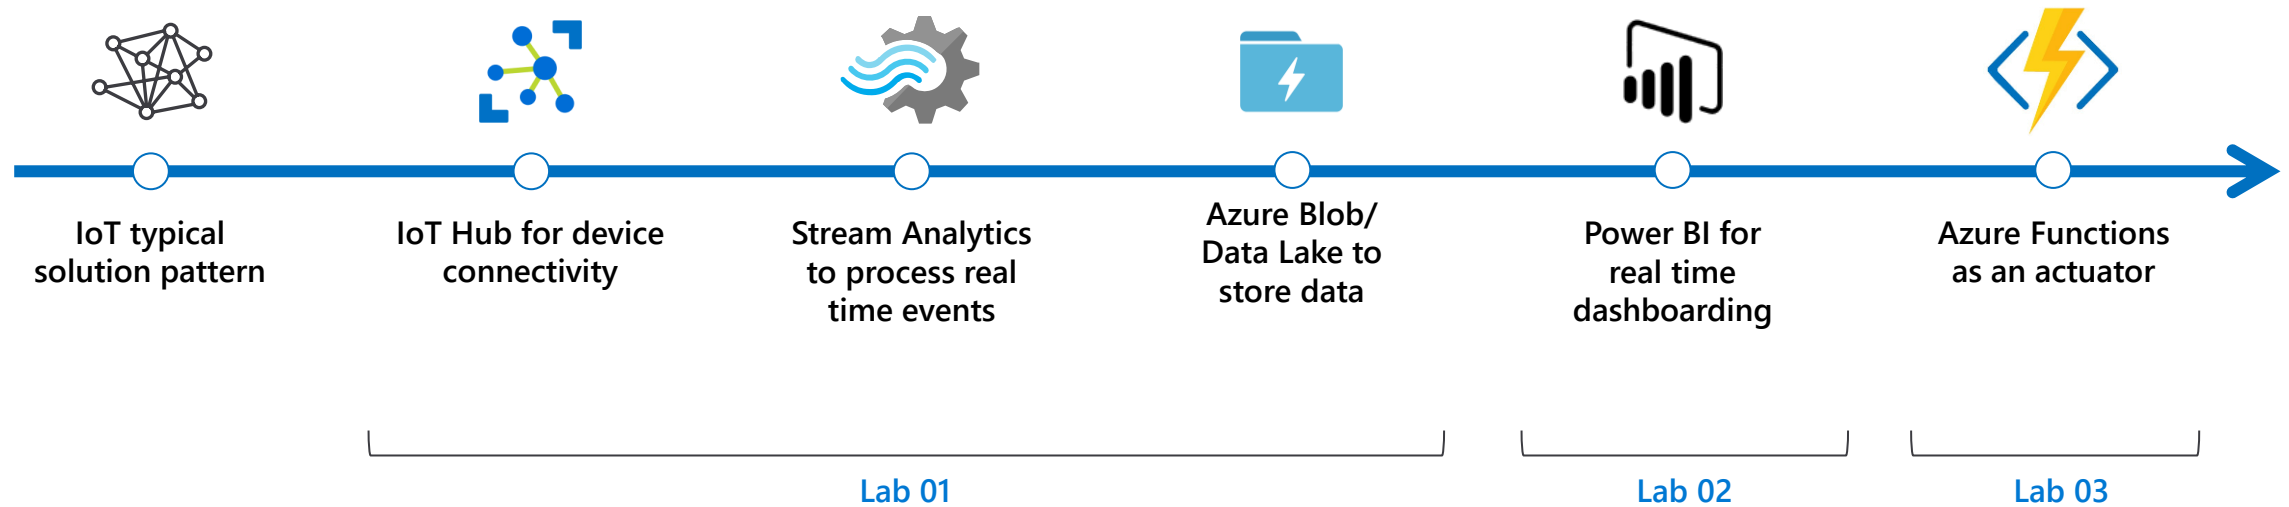 IoT typical
solution pattern
IoT Hub for device
connectivity
Stream Analytics
to process real
time events
Azure Blob/
Data Lake to
store data
Power BI for
real time
dashboarding
Azure Functions
as an actuator
Lab 01
Lab 02
Lab 03